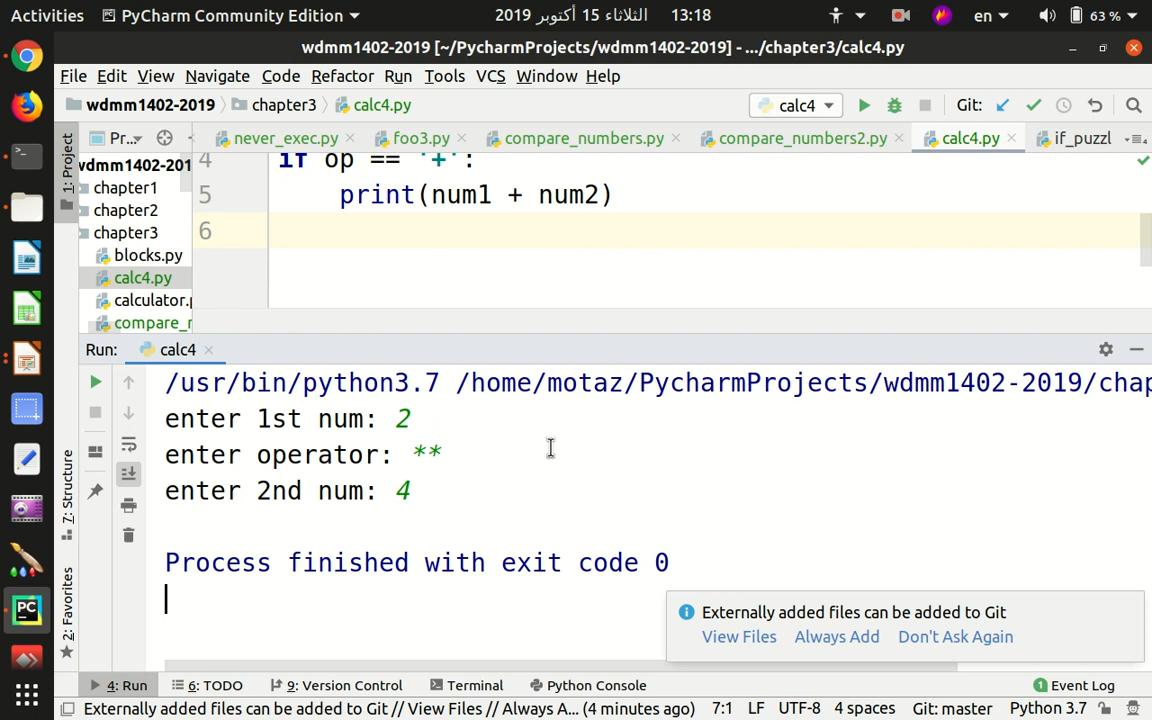 Activities PyCharm Community Edition 2019 الثلاثاء 15 أكتوبر 13:18 en 63 %
wdmm1402-2019 [~/PycharmProjects/wdmm1402-2019] - .../chapter3/calc4.py
File Edit View Navigate Code Refactor Run Tools VCS Window Help
wdmm1402-2019 chapter3 calc4.py calc4 Git:
1: Project Pr... never_exec.py foo3.py compare_numbers.py compare_numbers2.py calc4.py if_puzzl
wdmm1402-201
chapter1
chapter2
chapter3
blocks.py
calc4.py
calculator.p
compare_n
4 if op == '+':
5 print(num1 + num2)
6
Run: calc4
/usr/bin/python3.7 /home/motaz/PycharmProjects/wdmm1402-2019/chap
enter 1st num: 2
enter operator: **
enter 2nd num: 4
Process finished with exit code 0
7: Structure
2: Favorites
Externally added files can be added to Git
View Files Always Add Don't Ask Again
4: Run 6: TODO 9: Version Control Terminal Python Console 1 Event Log
Externally added files can be added to Git // View Files // Always A... (4 minutes ago) 7:1 LF UTF-8 4 spaces Git: master Python 3.7